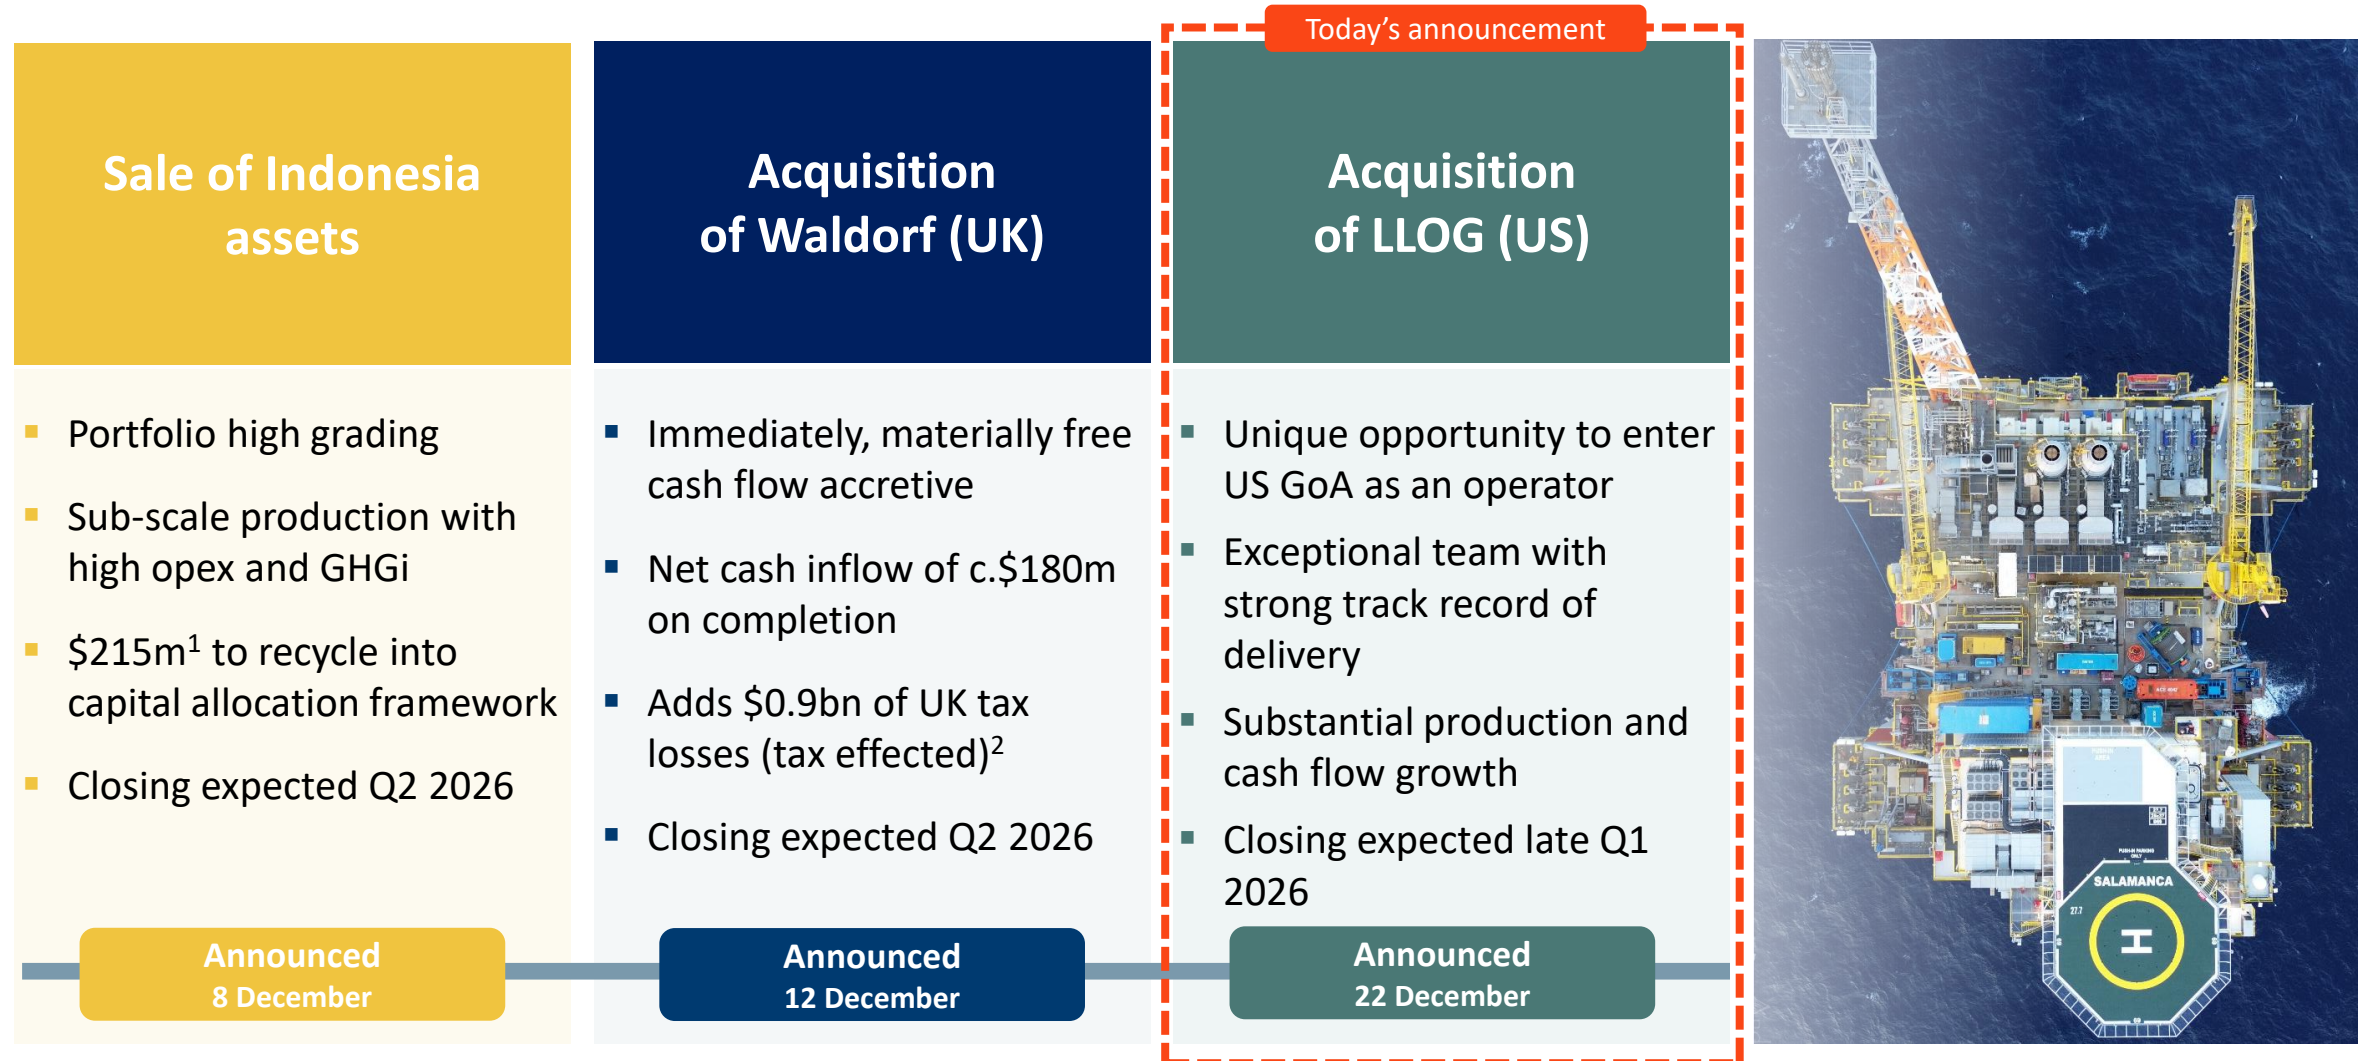 Today's announcement
Sale of Indonesia
assets
▪ Portfolio high grading
▪ Sub-scale production with
high opex and GHGi
▪ $215m¹ to recycle into
capital allocation framework
▪ Closing expected Q2 2026
Announced
8 December
Acquisition
of Waldorf (UK)
▪ Immediately, materially free
cash flow accretive
▪ Net cash inflow of c.$180m
on completion
▪ Adds $0.9bn of UK tax
losses (tax effected)²
▪ Closing expected Q2 2026
Announced
12 December
Acquisition
of LLOG (US)
▪ Unique opportunity to enter
US GoA as an operator
▪ Exceptional team with
strong track record of
delivery
▪ Substantial production and
cash flow growth
▪ Closing expected late Q1
2026
Announced
22 December
SALAMANCA
27.7
H